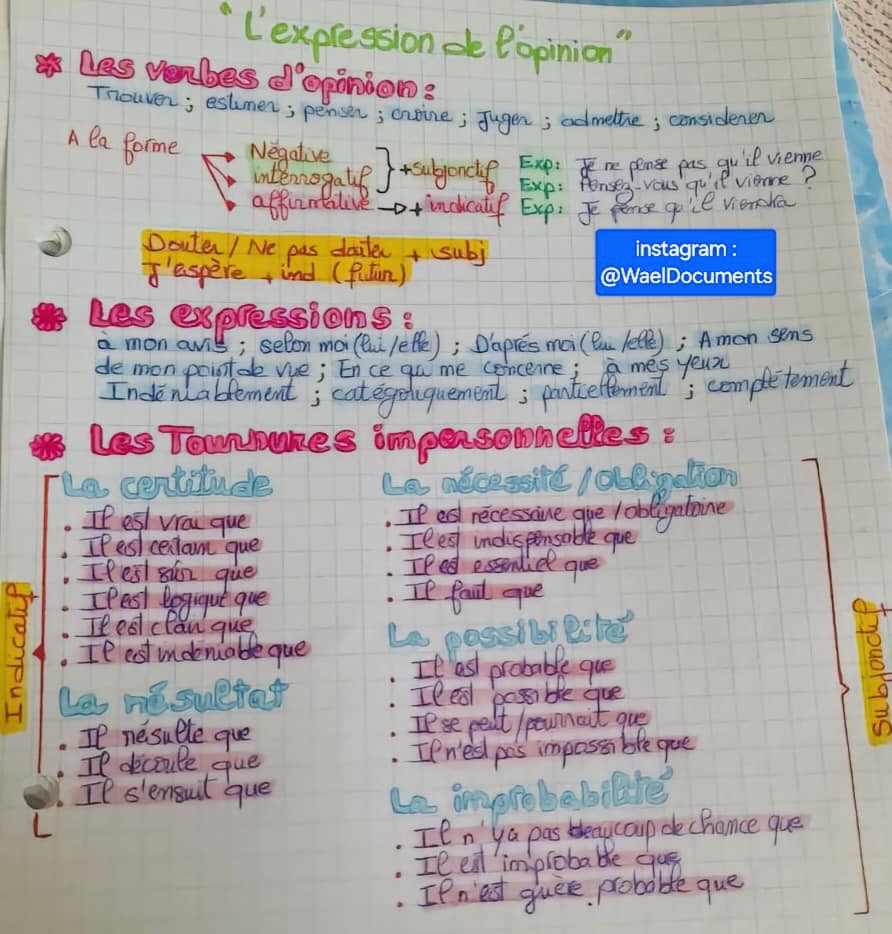 "L'expression de l'opinion"
* Les verbes d'opinion :
Trouver ; estimer ; penser ; croire ; Juger ; admettre ; considérer
A la forme
Négative
interrogatif
} + subjonctif
affirmative → + indicatif
Exp: Je ne pense pas qu'il vienne
Exp: Pensez-vous qu'il vienne ?
Exp: Je pense qu'il viendra
Douter / Ne pas douter + subj
J'espère + ind (futur)
instagram :
@WaelDocuments
* Les expressions :
à mon avis ; selon moi (lui/elle) ; D'aprés moi (lui/elle) ; A mon sens
de mon point de vue ; En ce qui me concerne ; à mes yeux
Indéniablement ; catégoriquement ; partiellement ; complètement
* Les Tournures impersonnelles :
Indicatif
La certitude
. Il est vrai que
. Il est certain que
. Il est sûr que
. Il est logique que
. Il est clair que
. Il est indéniable que
La résultat
. Il résulte que
. Il découle que
. Il s'ensuit que
La nécessité / Obligation
. Il est nécessaire que / obligatoire
. Il est indispensable que
. Il est essentiel que
. Il faut que
La possibilité
. Il est probable que
. Il est possible que
. Il se peut / pourrait que
. Il n'est pas impossible que
La improbabilité
. Il n'y a pas beaucoup de chance que
. Il est improbable que
. Il n'est guère probable que
Subjonctif